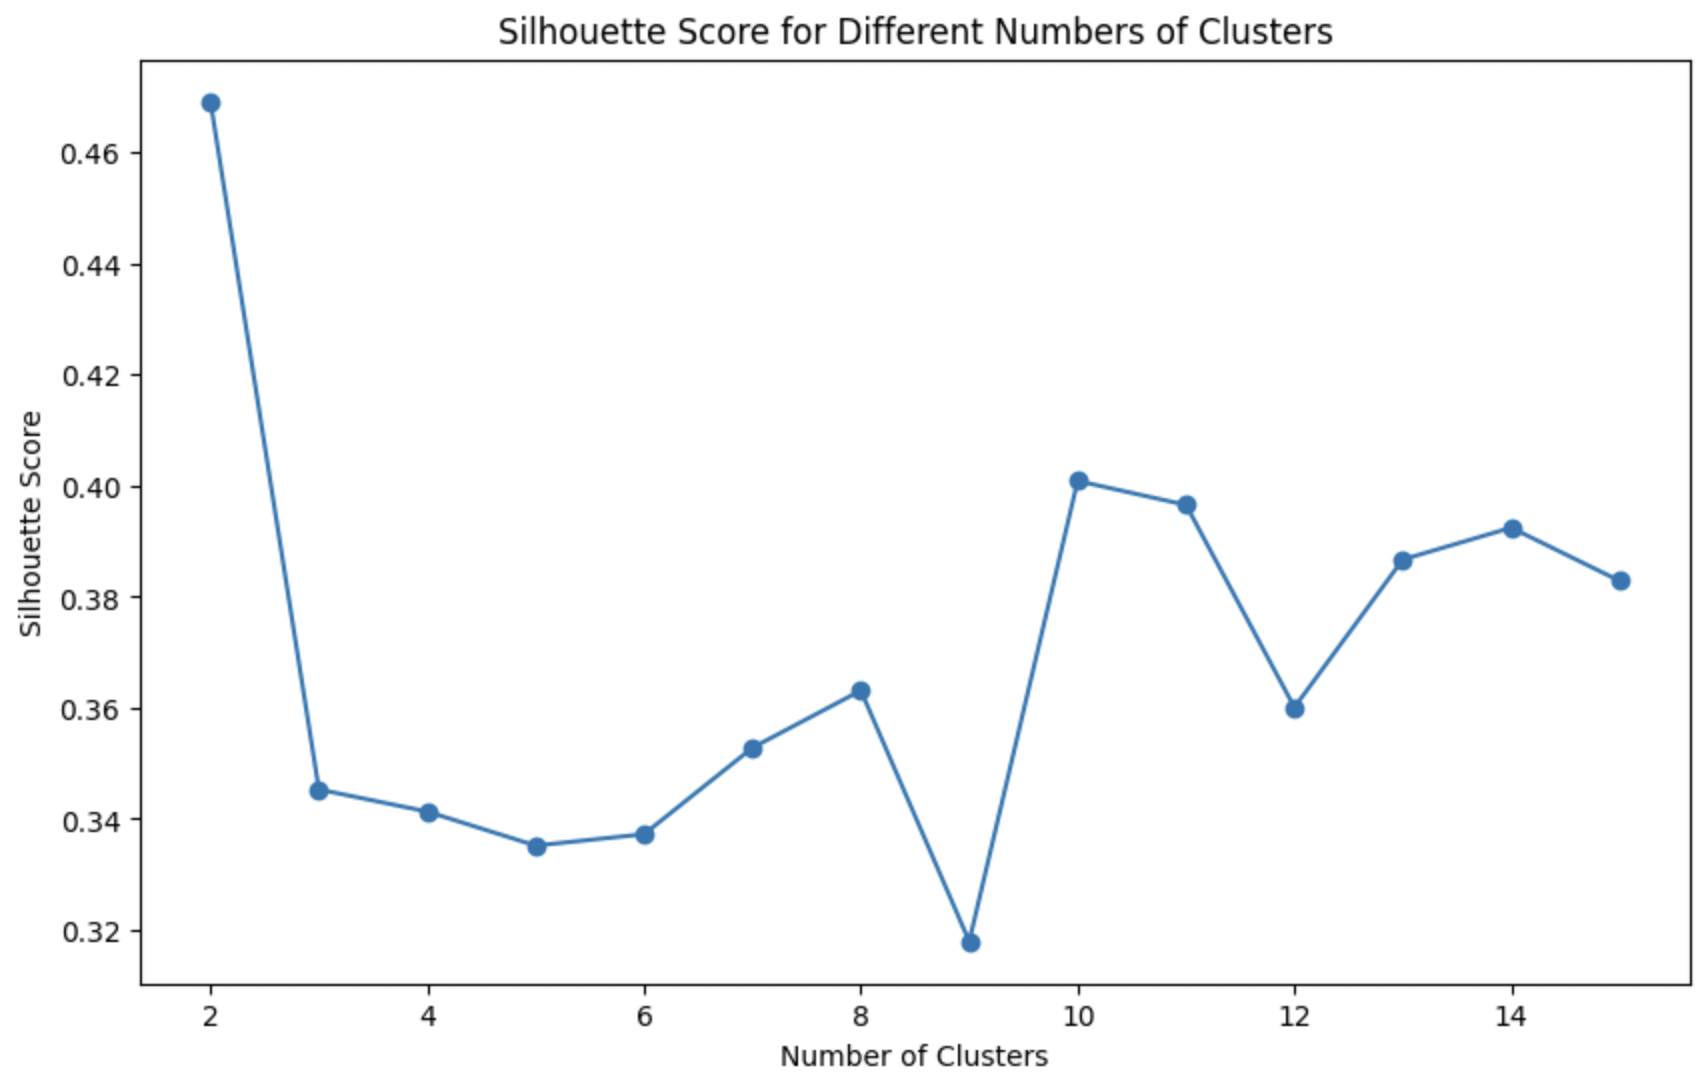 Silhouette Score for Different Numbers of Clusters
Silhouette Score
0.46
0.44
0.42
0.40
0.38
0.36
0.34
0.32
2 4 6 8 10 12 14
Number of Clusters